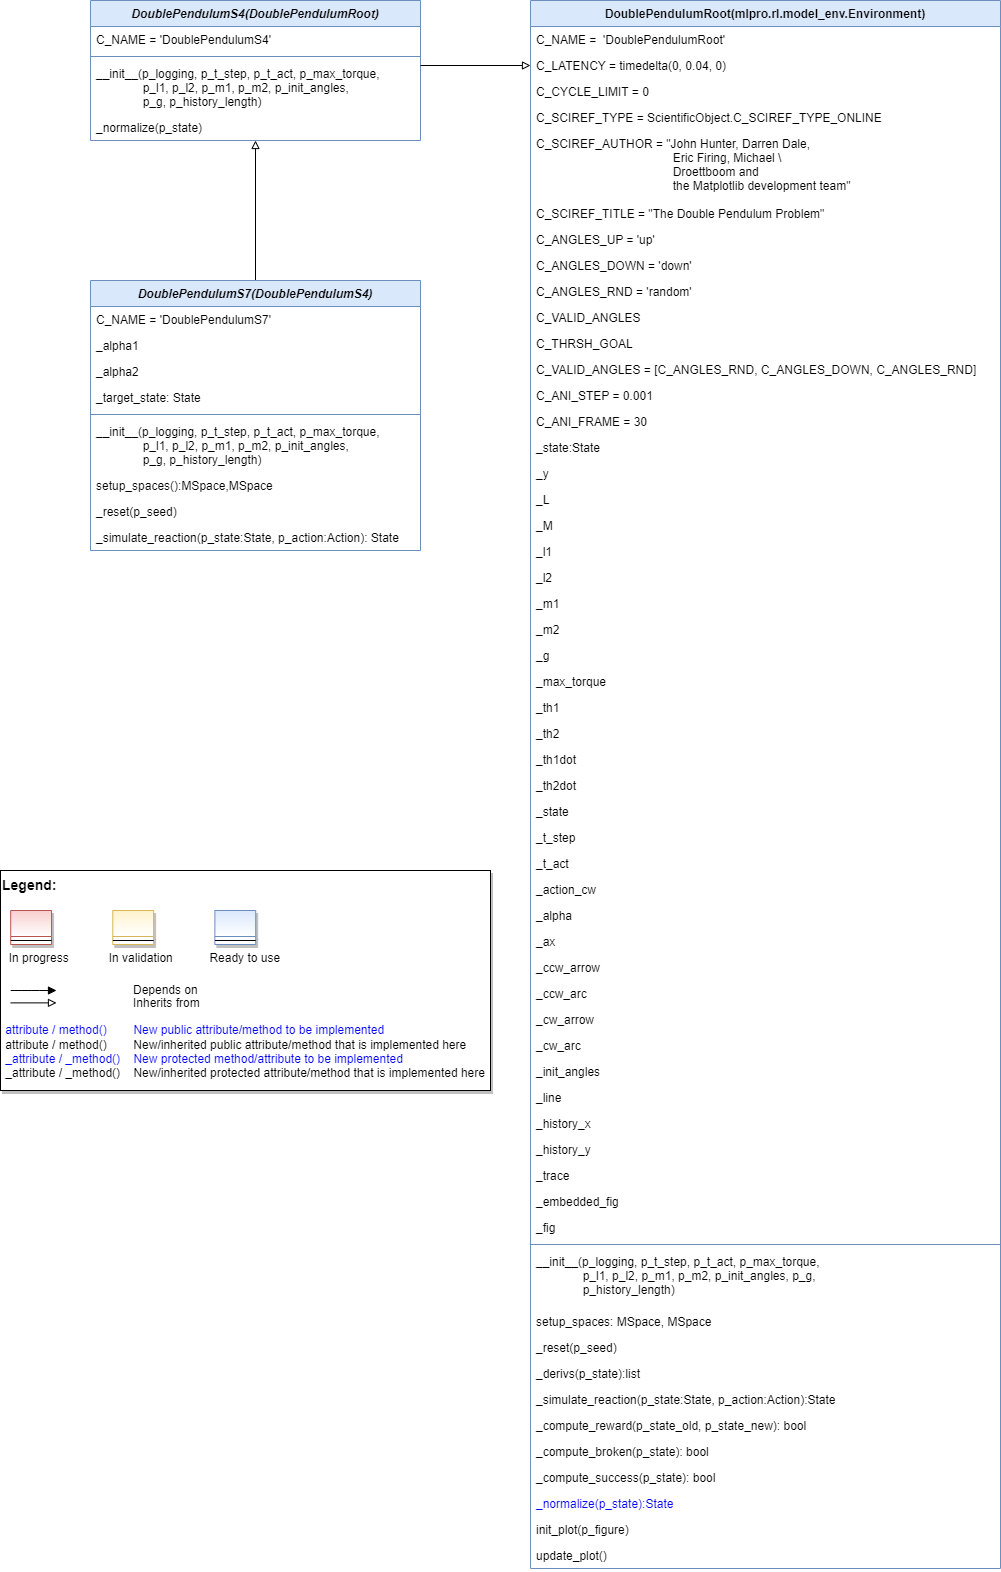 DoublePendulumS4(DoublePendulumRoot)
C_NAME = 'DoublePendulumS4'
__init__(p_logging, p_t_step, p_t_act, p_max_torque,
p_l1, p_l2, p_m1, p_m2, p_init_angles,
p_g, p_history_length)
_normalize(p_state)
DoublePendulumS7(DoublePendulumS4)
C_NAME = 'DoublePendulumS7'
_alpha1
_alpha2
_target_state: State
__init__(p_logging, p_t_step, p_t_act, p_max_torque,
p_l1, p_l2, p_m1, p_m2, p_init_angles,
p_g, p_history_length)
setup_spaces():MSpace,MSpace
_reset(p_seed)
_simulate_reaction(p_state:State, p_action:Action): State
Legend:
In progress
In validation
Ready to use
Depends on
Inherits from
attribute / method() New public attribute/method to be implemented
attribute / method() New/inherited public attribute/method that is implemented here
_attribute / _method() New protected method/attribute to be implemented
_attribute / _method() New/inherited protected attribute/method that is implemented here
DoublePendulumRoot(mlpro.rl.model_env.Environment)
C_NAME =  'DoublePendulumRoot'
C_LATENCY = timedelta(0, 0.04, 0)
C_CYCLE_LIMIT = 0
C_SCIREF_TYPE = ScientificObject.C_SCIREF_TYPE_ONLINE
C_SCIREF_AUTHOR = "John Hunter, Darren Dale,
Eric Firing, Michael \
Droettboom and
the Matplotlib development team"
C_SCIREF_TITLE = "The Double Pendulum Problem"
C_ANGLES_UP = 'up'
C_ANGLES_DOWN = 'down'
C_ANGLES_RND = 'random'
C_VALID_ANGLES
C_THRSH_GOAL
C_VALID_ANGLES = [C_ANGLES_RND, C_ANGLES_DOWN, C_ANGLES_RND]
C_ANI_STEP = 0.001
C_ANI_FRAME = 30
_state:State
_y
_L
_M
_l1
_l2
_m1
_m2
_g
_max_torque
_th1
_th2
_th1dot
_th2dot
_state
_t_step
_t_act
_action_cw
_alpha
_ax
_ccw_arrow
_ccw_arc
_cw_arrow
_cw_arc
_init_angles
_line
_history_x
_history_y
_trace
_embedded_fig
_fig
__init__(p_logging, p_t_step, p_t_act, p_max_torque,
p_l1, p_l2, p_m1, p_m2, p_init_angles, p_g,
p_history_length)
setup_spaces: MSpace, MSpace
_reset(p_seed)
_derivs(p_state):list
_simulate_reaction(p_state:State, p_action:Action):State
_compute_reward(p_state_old, p_state_new): bool
_compute_broken(p_state): bool
_compute_success(p_state): bool
_normalize(p_state):State
init_plot(p_figure)
update_plot()